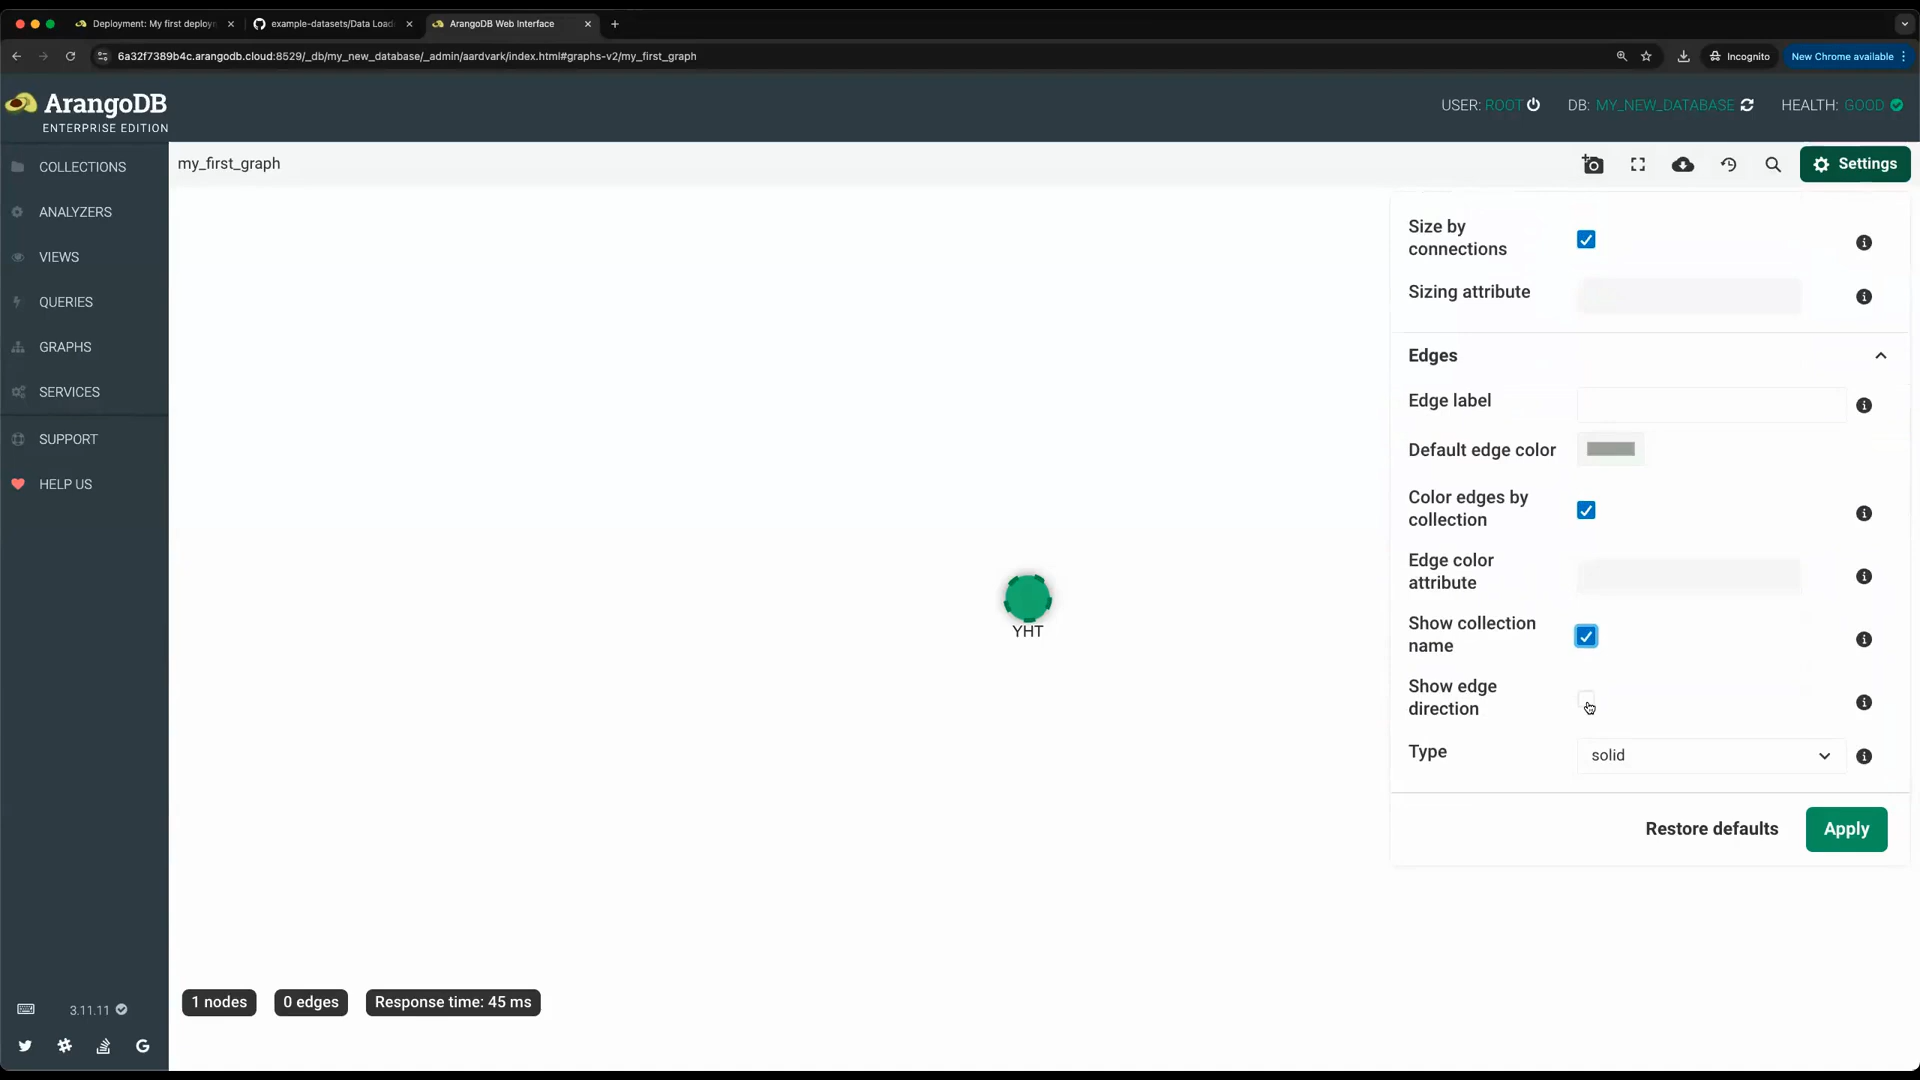 Deployment: My first deploym
example-datasets/Data Load
ArangoDB Web Interface
6a32f7389b4c.arangodb.cloud:8529/_db/my_new_database/_admin/aardvark/index.html#graphs-v2/my_first_graph
Incognito
New Chrome available
ArangoDB
ENTERPRISE EDITION
USER: ROOT
DB: MY_NEW_DATABASE
HEALTH: GOOD
COLLECTIONS
ANALYZERS
VIEWS
QUERIES
GRAPHS
SERVICES
SUPPORT
HELP US
my_first_graph
Settings
Size by
connections
Sizing attribute
Edges
Edge label
Default edge color
Color edges by
collection
Edge color
attribute
Show collection
name
Show edge
direction
Type
solid
Restore defaults
Apply
YHT
1 nodes
0 edges
Response time: 45 ms
3.11.11